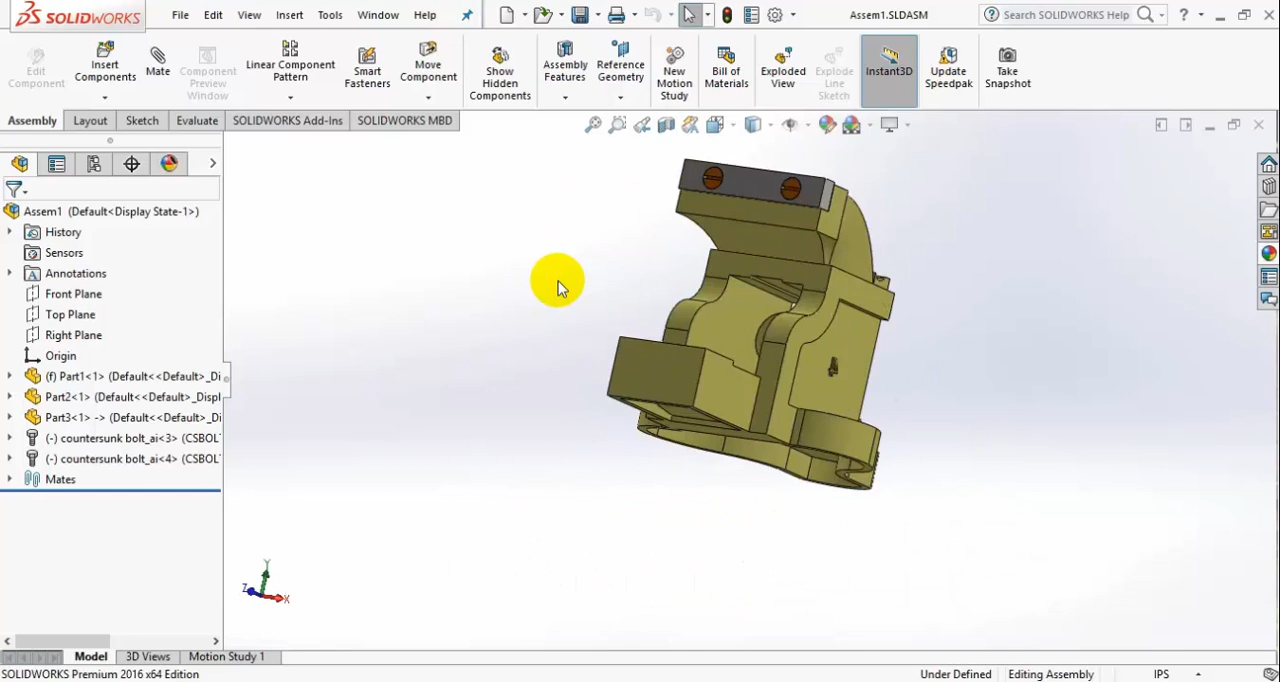 SOLIDWORKS File Edit View Insert Tools Window Help Assem1.SLDASM Search SOLIDWORKS Help ?
Edit Component
Insert Components
Mate
Component Preview Window
Linear Component Pattern
Smart Fasteners
Move Component
Show Hidden Components
Assembly Features
Reference Geometry
New Motion Study
Bill of Materials
Exploded View
Explode Line Sketch
Instant3D
Update Speedpak
Take Snapshot
Assembly Layout Sketch Evaluate SOLIDWORKS Add-Ins SOLIDWORKS MBD
Assem1 (Default<Display State-1>)
History
Sensors
Annotations
Front Plane
Top Plane
Right Plane
Origin
(f) Part1<1> (Default<<Default>_Di
Part2<1> (Default<<Default>_Displ
Part3<1> -> (Default<<Default>_Di
(-) countersunk bolt_ai<3> (CSBOL
(-) countersunk bolt_ai<4> (CSBOL
Mates
Y
Z X
Model 3D Views Motion Study 1
SOLIDWORKS Premium 2016 x64 Edition Under Defined Editing Assembly IPS